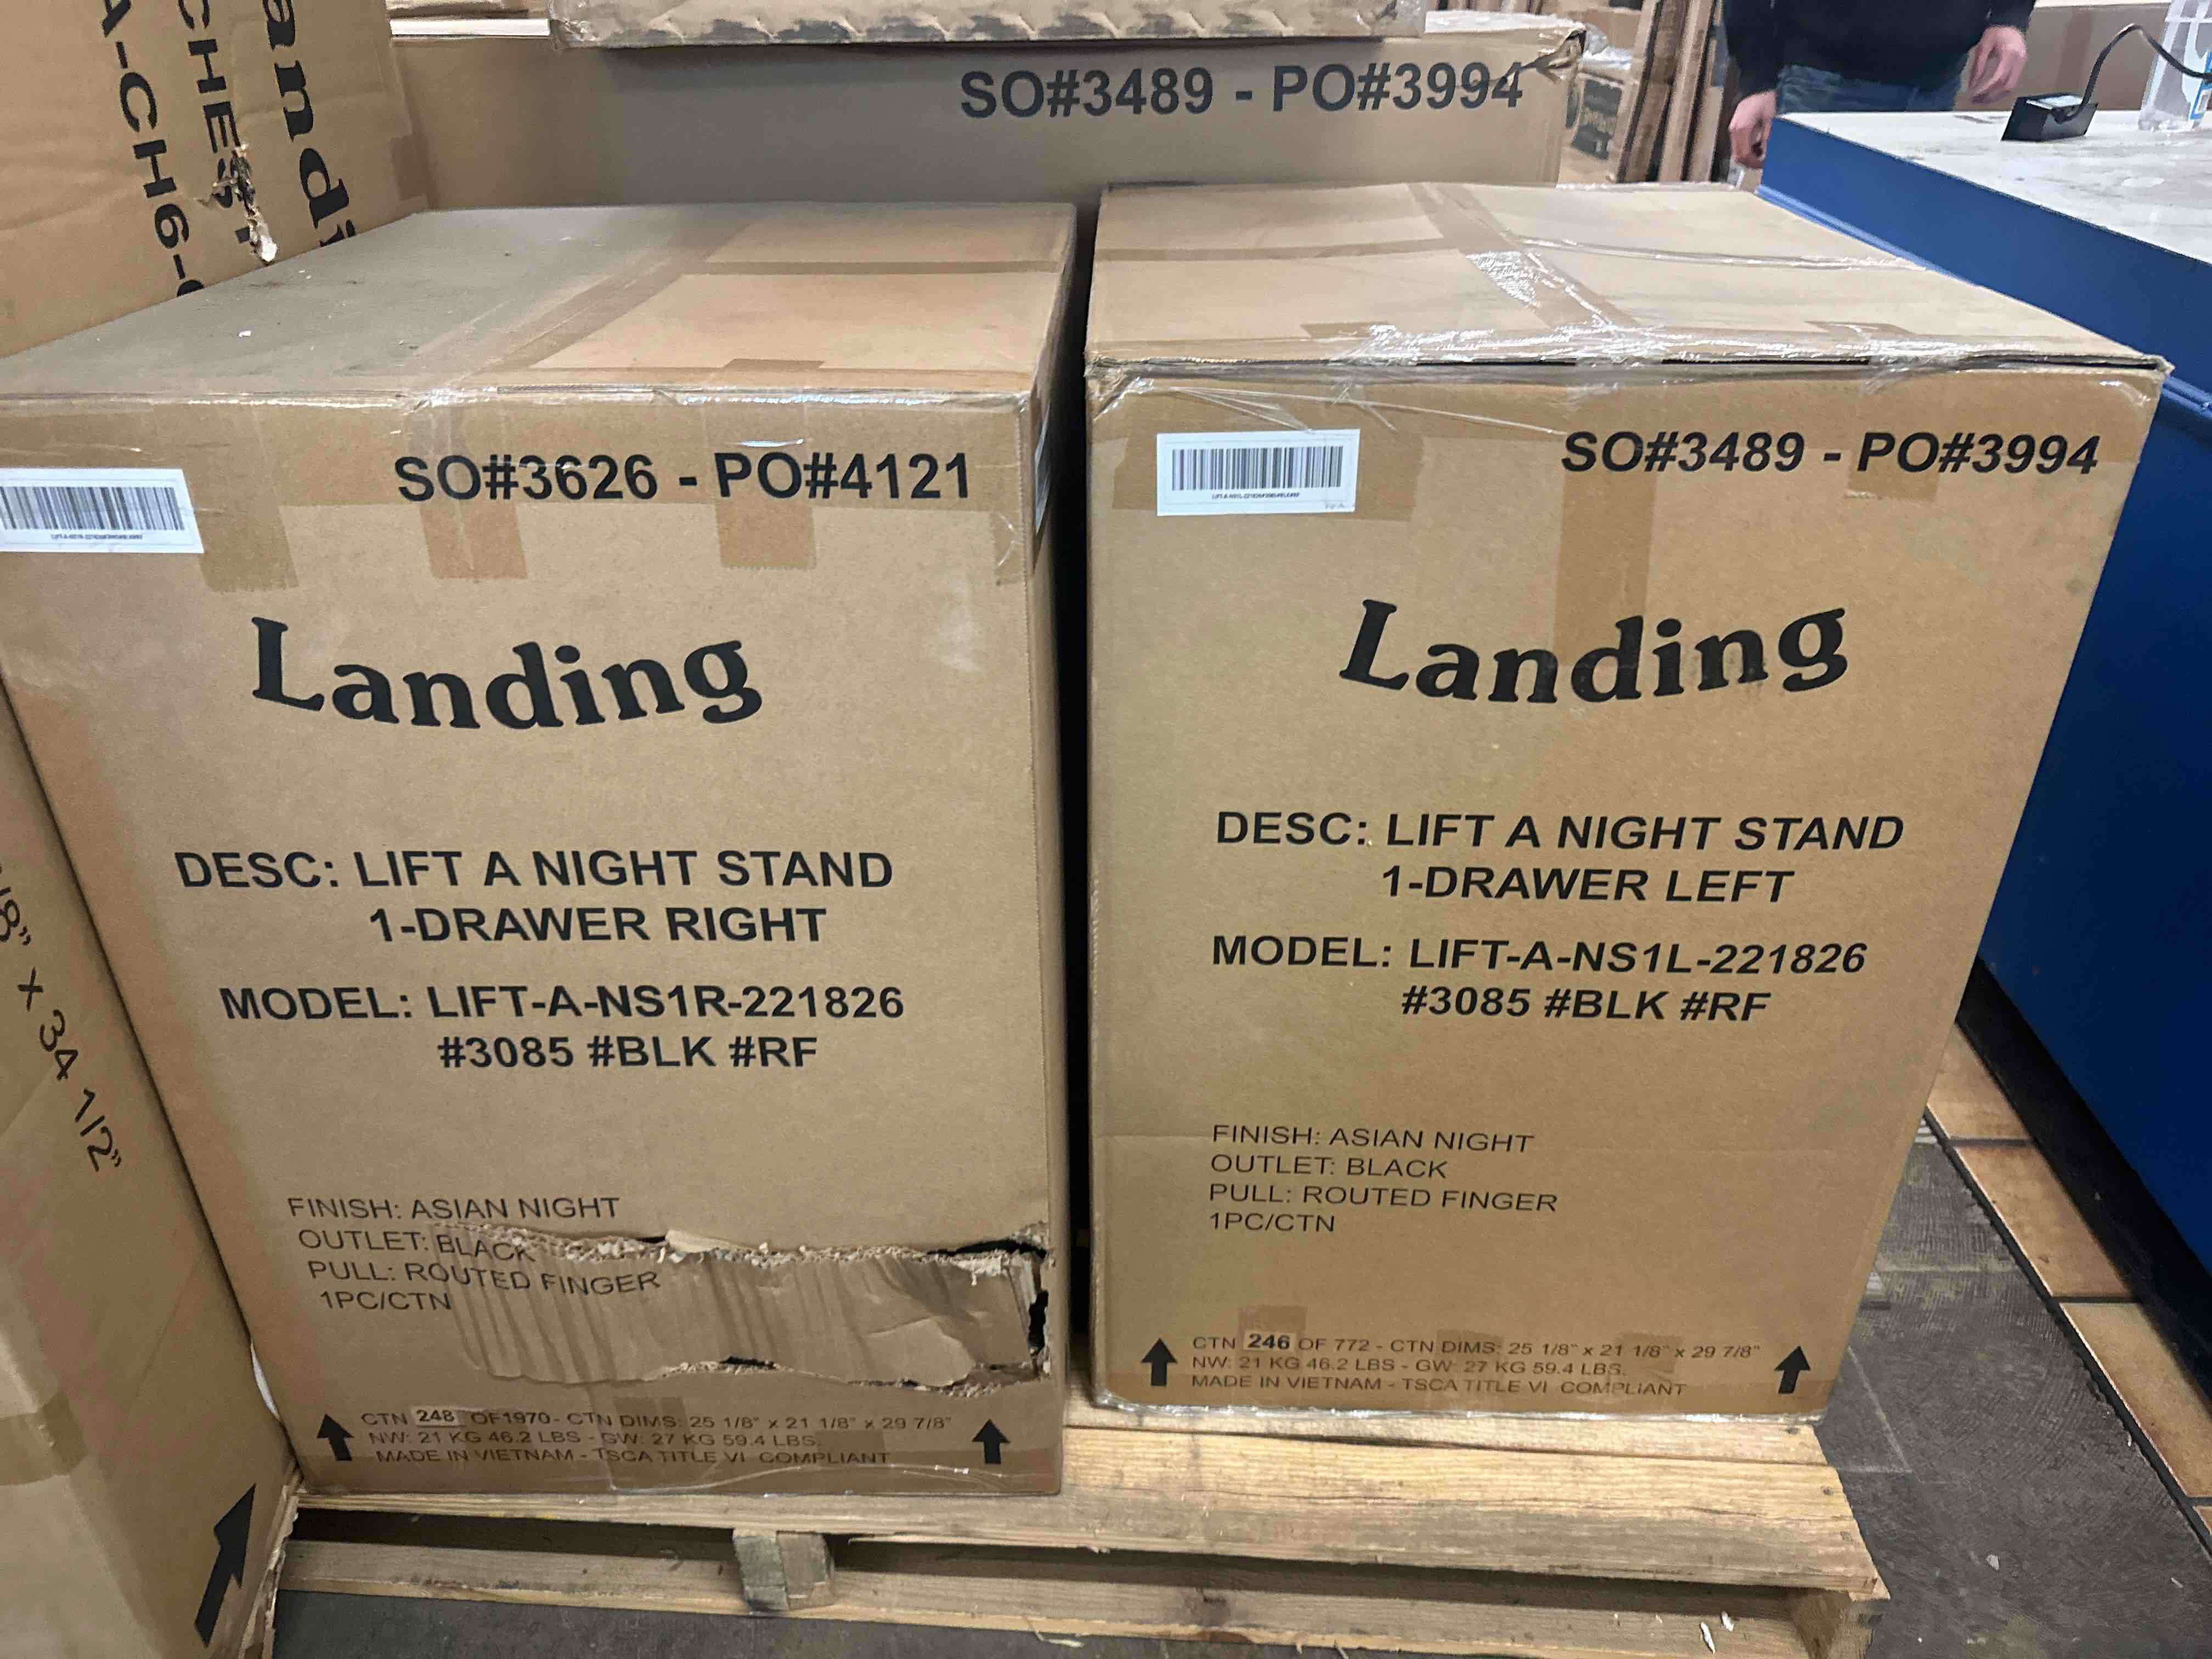 SO#3489 - PO#3994
A-CH6-
CHEST
andi
SO#3626 - PO#4121
Landing
DESC: LIFT A NIGHT STAND
1-DRAWER RIGHT
MODEL: LIFT-A-NS1R-221826
#3085 #BLK #RF
FINISH: ASIAN NIGHT
OUTLET: BLACK
PULL: ROUTED FINGER
1PC/CTN
CTN 248 OF1970- CTN DIMS: 25 1/8" x 21 1/8" x 29 7/8"
NW: 21 KG 46.2 LBS - GW: 27 KG 59.4 LBS.
MADE IN VIETNAM - TSCA TITLE VI COMPLIANT
SO#3489 - PO#3994
Landing
DESC: LIFT A NIGHT STAND
1-DRAWER LEFT
MODEL: LIFT-A-NS1L-221826
#3085 #BLK #RF
FINISH: ASIAN NIGHT
OUTLET: BLACK
PULL: ROUTED FINGER
1PC/CTN
CTN 246 OF 772 - CTN DIMS: 25 1/8" x 21 1/8" x 29 7/8"
NW: 21 KG 46.2 LBS - GW: 27 KG 59.4 LBS.
MADE IN VIETNAM - TSCA TITLE VI COMPLIANT
/8" x 34 1/2"